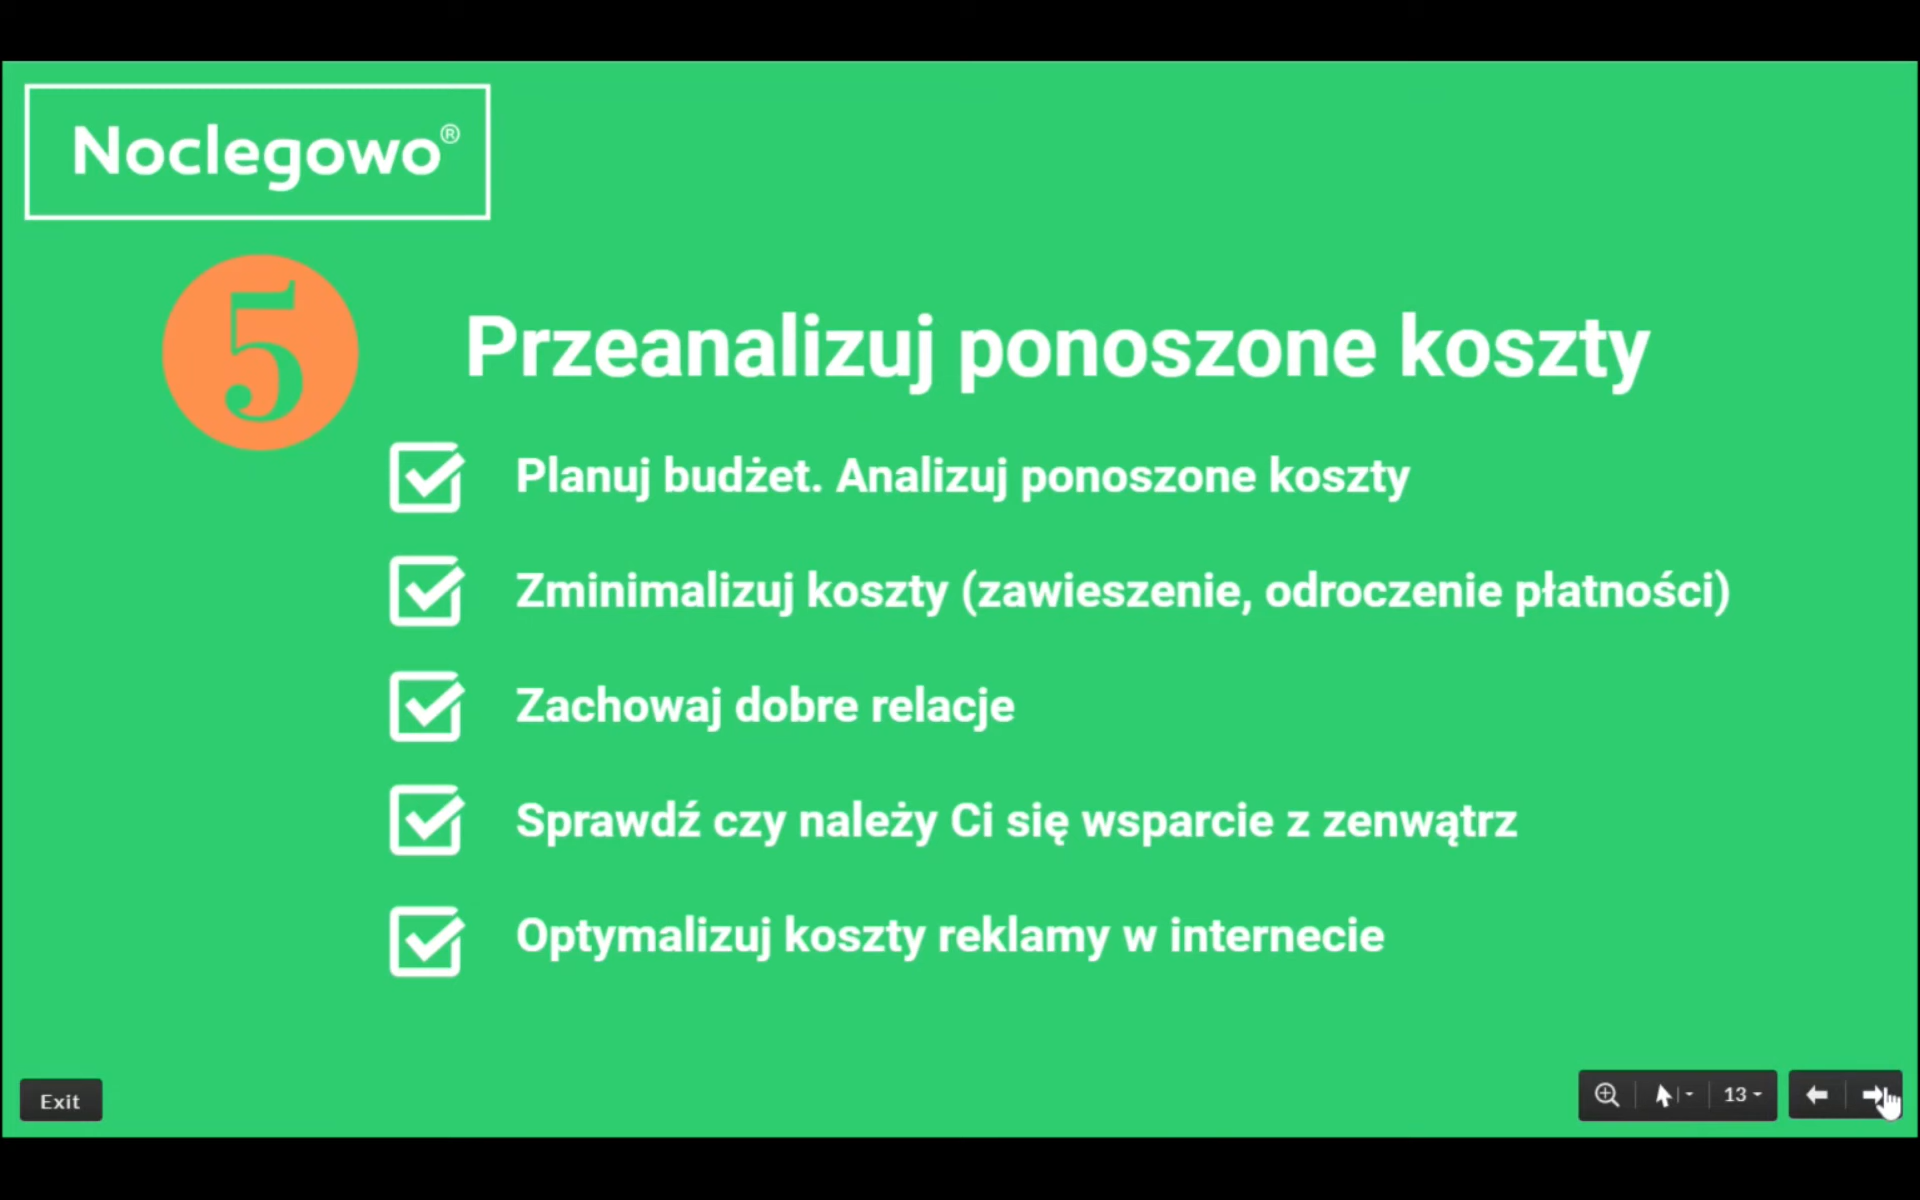 Noclegowo®
5
Przeanalizuj ponoszone koszty
Planuj budżet. Analizuj ponoszone koszty
Zminimalizuj koszty (zawieszenie, odroczenie płatności)
Zachowaj dobre relacje
Sprawdź czy należy Ci się wsparcie z zenwątrz
Optymalizuj koszty reklamy w internecie
Exit
13